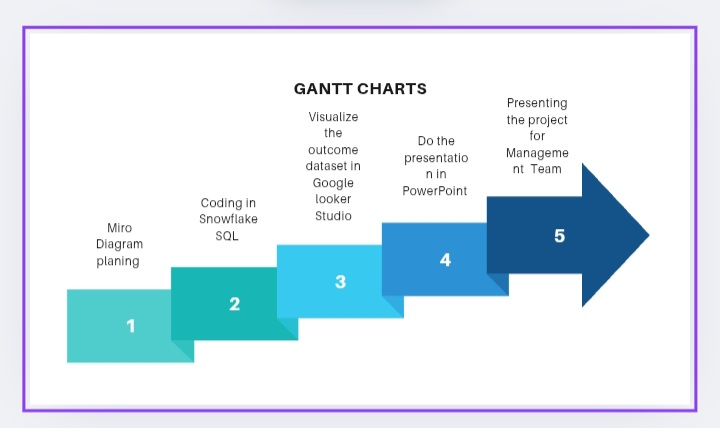 GANTT CHARTS
Miro
Diagram
planing
1
Coding in
Snowflake
SQL
2
Visualize
the
outcome
dataset in
Google
looker
Studio
3
Do the
presentatio
n in
PowerPoint
4
Presenting
the project
for
Manageme
nt Team
5